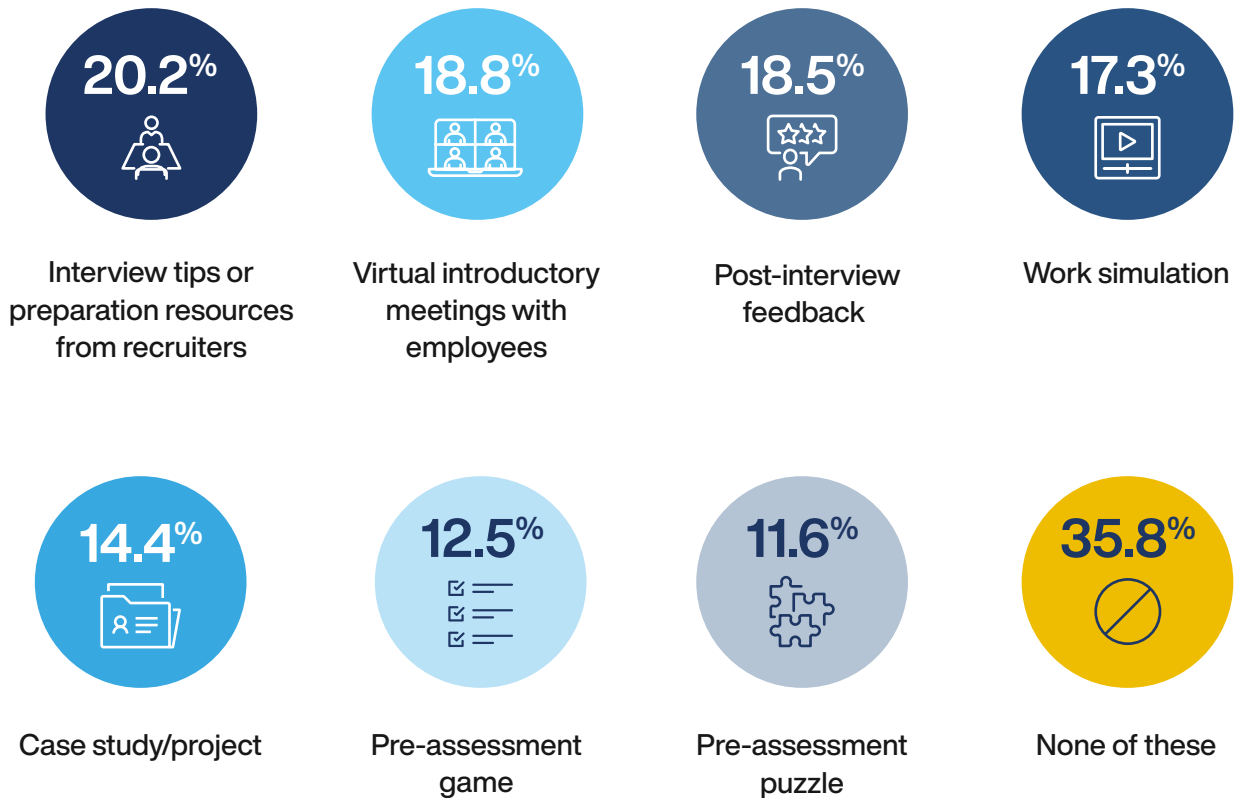 20.2%
Interview tips or
preparation resources
from recruiters
18.8%
Virtual introductory
meetings with
employees
18.5%
Post-interview
feedback
17.3%
Work simulation
14.4%
Case study/project
12.5%
Pre-assessment
game
11.6%
Pre-assessment
puzzle
35.8%
None of these